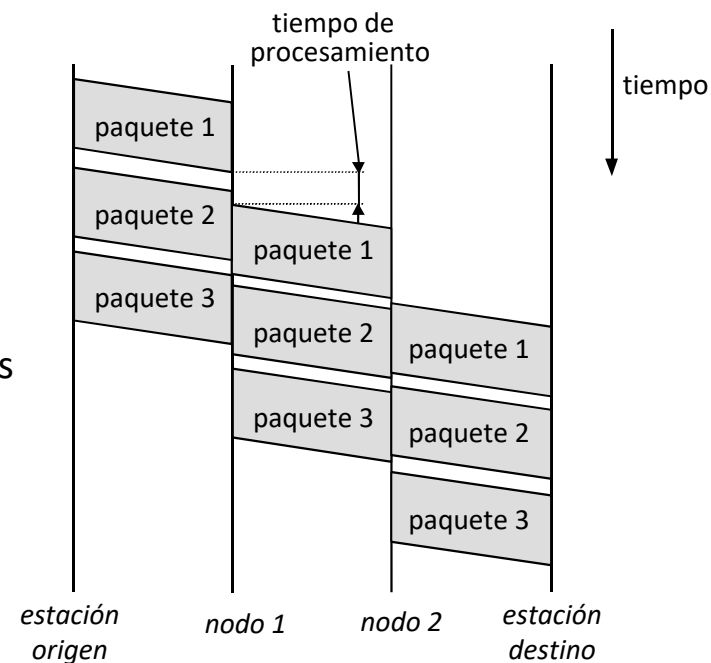 tiempo de
procesamiento
tiempo
paquete 1
paquete 2
paquete 1
paquete 3
paquete 2
paquete 1
s
paquete 3
paquete 2
paquete 3
estación
origen
nodo 1
nodo 2
estación
destino